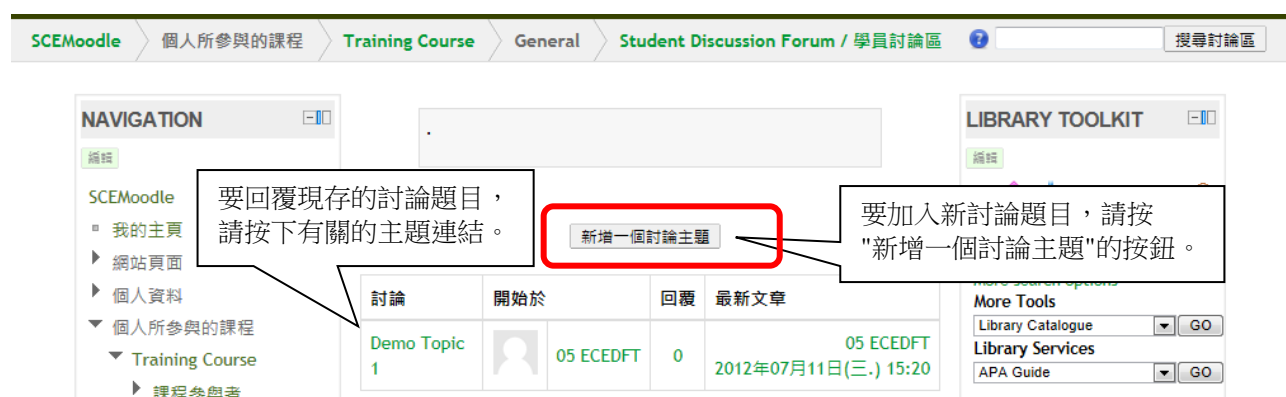 SCEMoodle 個人所參與的課程 Training Course General Student Discussion Forum / 學員討論區 搜尋討論區
NAVIGATION
編輯
SCEMoodle
我的主頁
網站頁面
個人資料
個人所參與的課程
Training Course
課程參與者
.
要回覆現存的討論題目，
請按下有關的主題連結。
新增一個討論主題
要加入新討論題目，請按
"新增一個討論主題"的按鈕。
討論 開始於 回覆 最新文章
Demo Topic 05 ECEDFT 0 05 ECEDFT
1 2012年07月11日(三.) 15:20
LIBRARY TOOLKIT
編輯
More search options
More Tools
Library Catalogue GO
Library Services
APA Guide GO